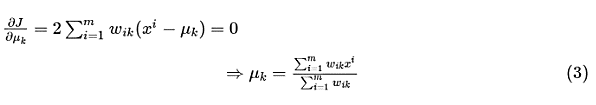 ∂J/∂μ_k = 2 ∑_{i=1}^{m} w_{ik}(x^i − μ_k) = 0
⇒ μ_k = ∑_{i=1}^{m} w_{ik}x^i / ∑_{i=1}^{m} w_{ik} (3)